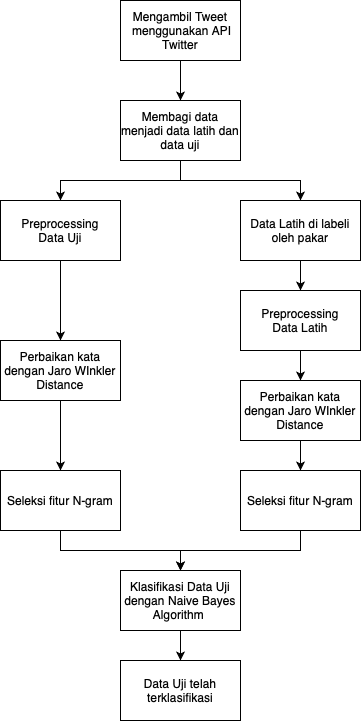 Mengambil Tweet
menggunakan API
Twitter
Membagi data
menjadi data latih dan
data uji
Preprocessing
Data Uji
Data Latih di labeli
oleh pakar
Preprocessing
Data Latih
Perbaikan kata
dengan Jaro WInkler
Distance
Perbaikan kata
dengan Jaro WInkler
Distance
Seleksi fitur N-gram
Seleksi fitur N-gram
Klasifikasi Data Uji
dengan Naive Bayes
Algorithm
Data Uji telah
terklasifikasi